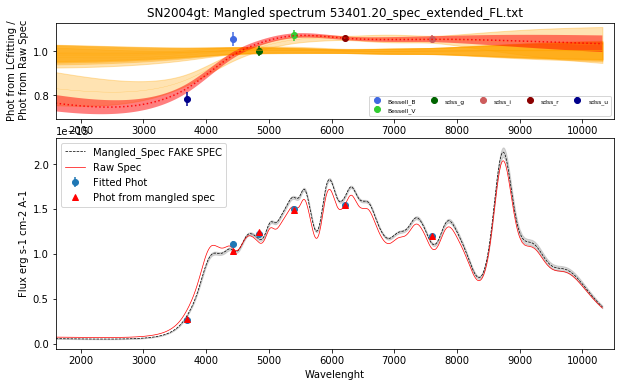 SN2004gt: Mangled spectrum 53401.20_spec_extended_FL.txt
Phot from LCfitting /
Phot from Raw Spec
1.0
0.8
Bessell_B
Bessell_V
sdss_g
sdss_i
sdss_r
sdss_u
2000 3000 4000 5000 6000 7000 8000 9000 10000
Flux erg s-1 cm-2 A-1
2.0
1.5
1.0
0.5
0.0
Mangled_Spec FAKE SPEC
Raw Spec
Fitted Phot
Phot from mangled spec
2000 3000 4000 5000 6000 7000 8000 9000 10000
Wavelenght